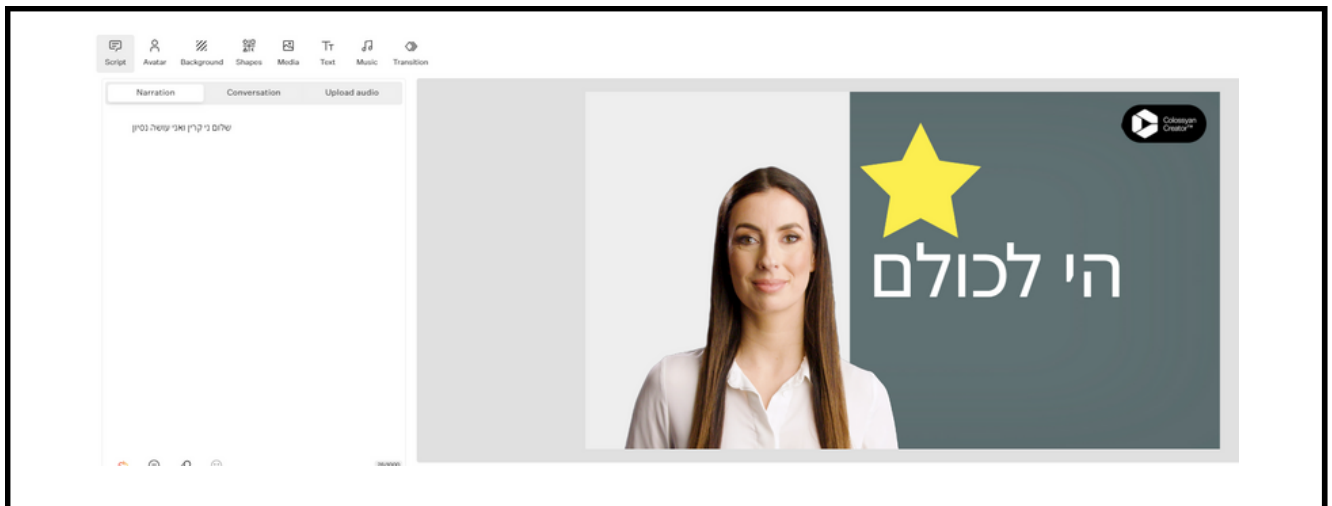 Script Avatar Background Shapes Media Text Music Transition
Narration Conversation Upload audio
שלום ני קרין ואני עושה נסיון
הי לכולם
Colossyan
Creator™